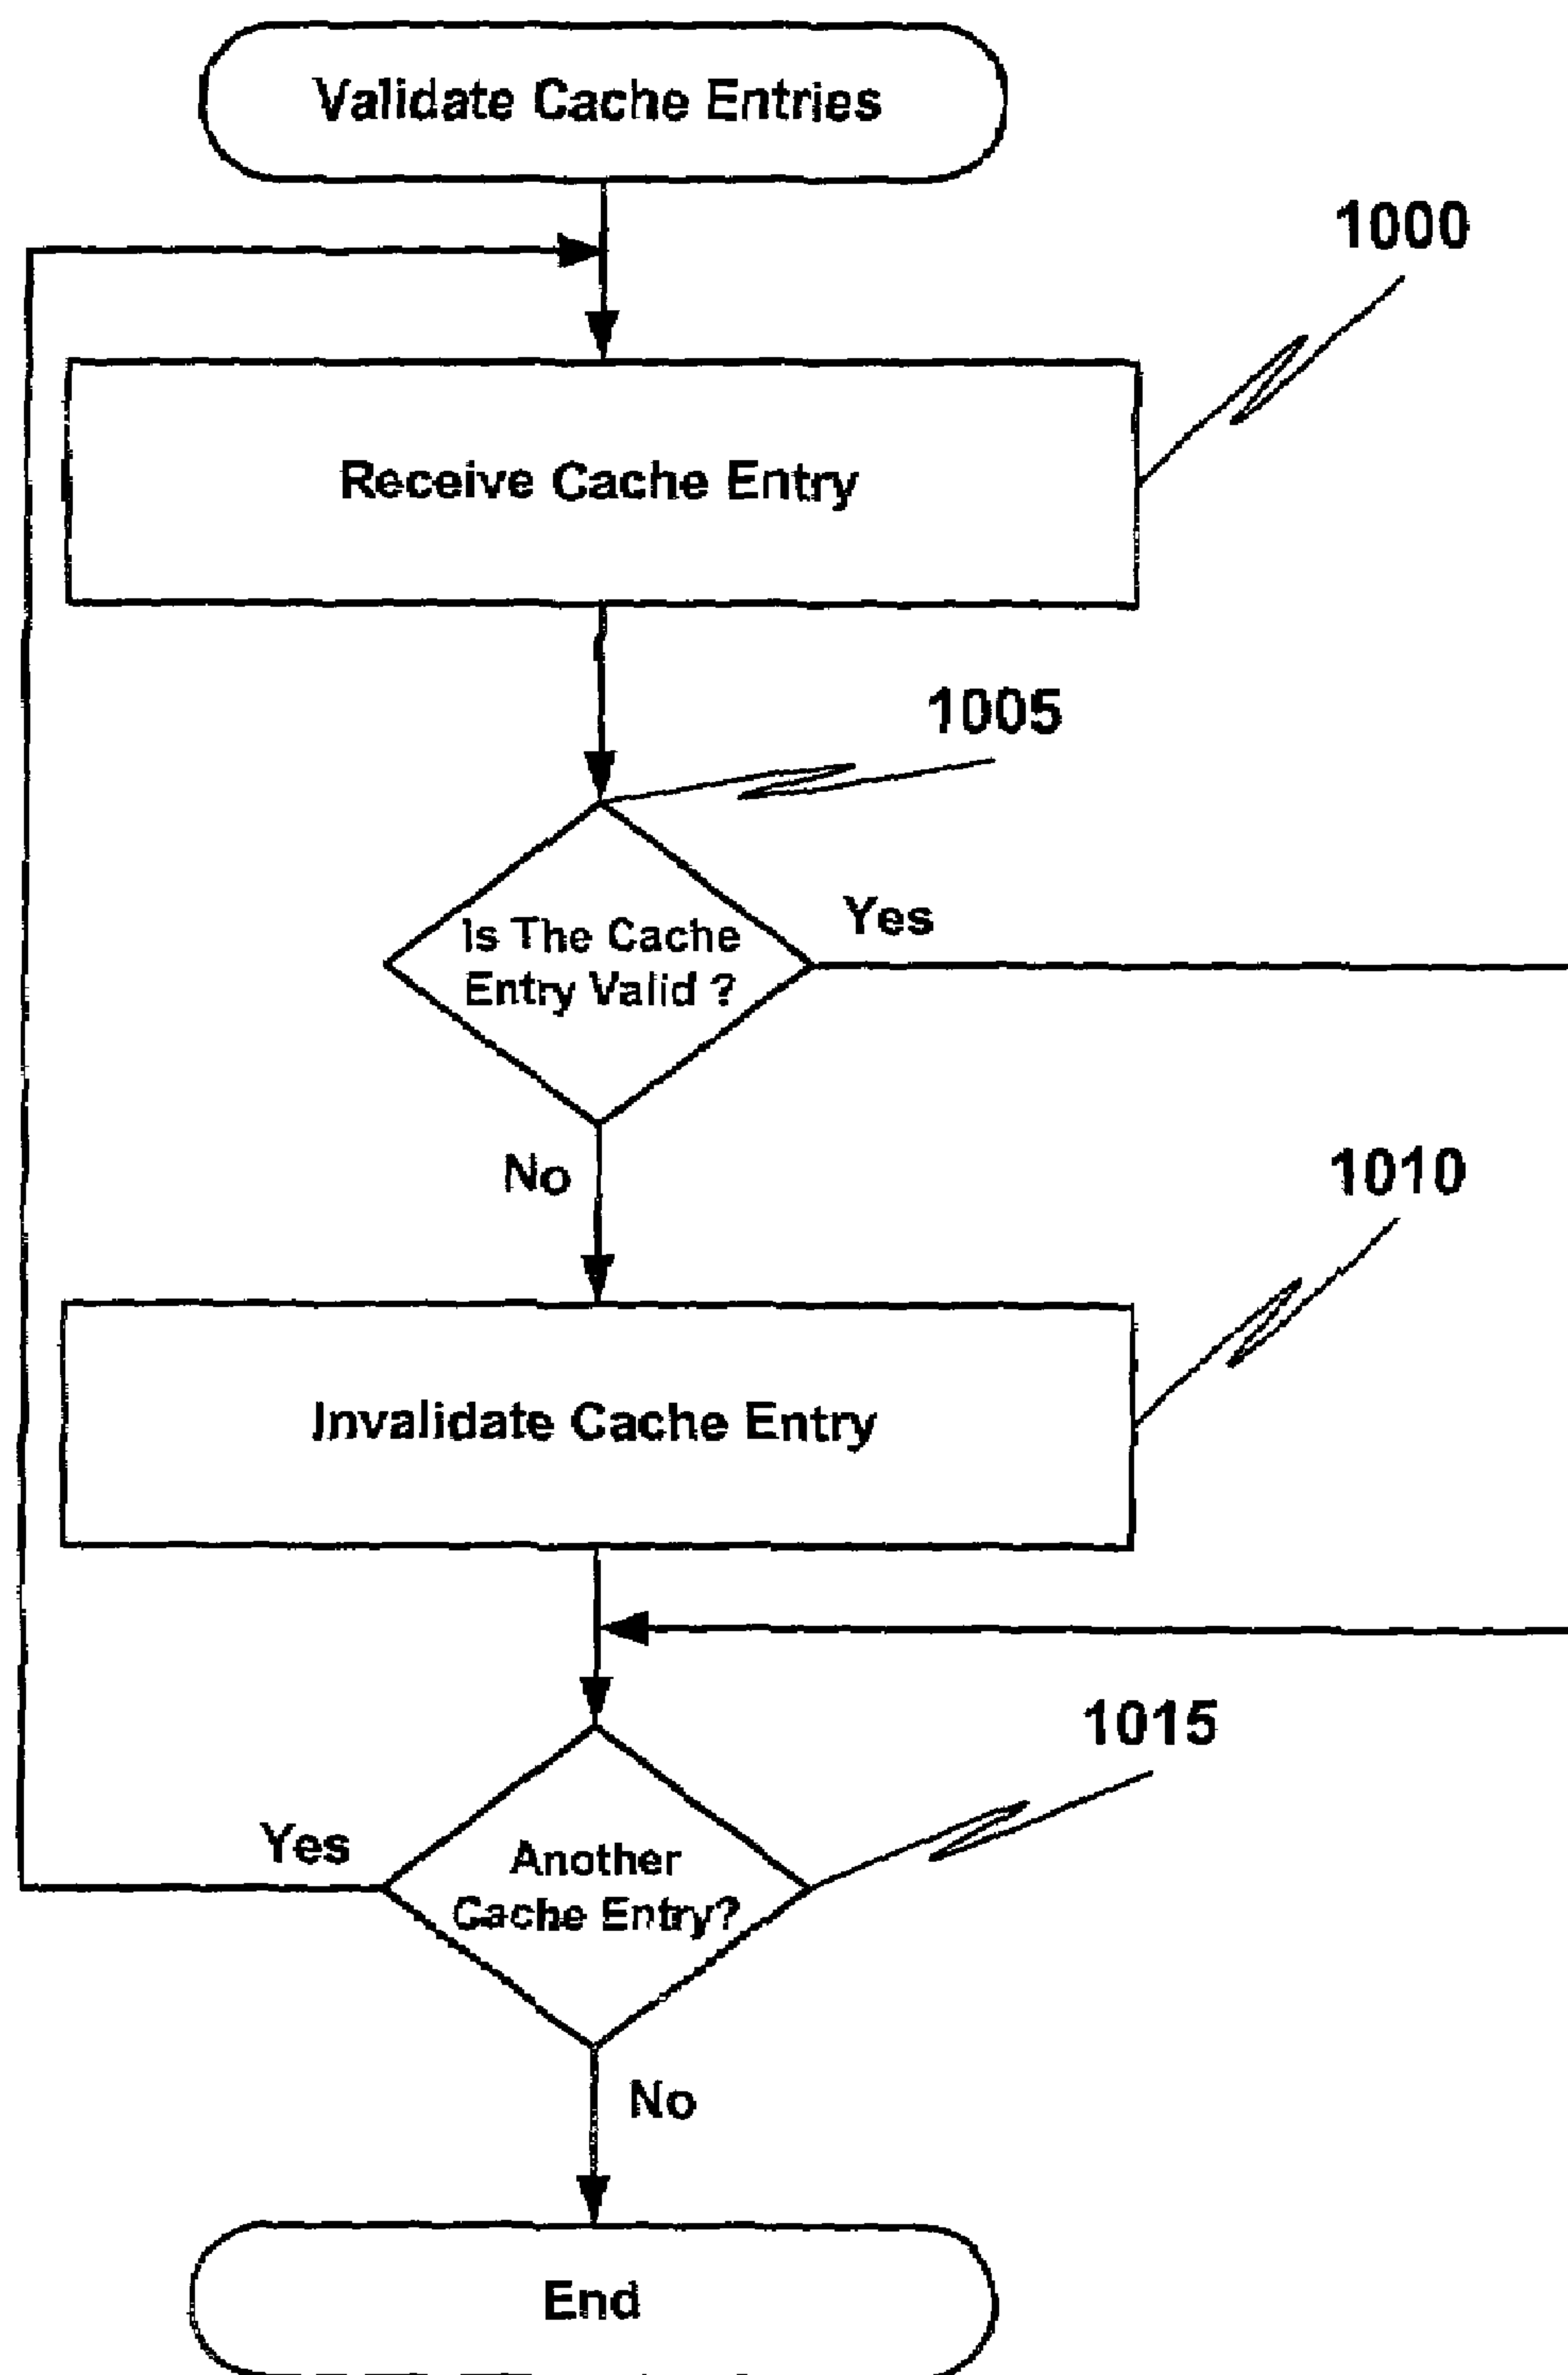 Validate Cache Entries
1000
Receive Cache Entry
1005
Is The Cache
Entry Valid ?
Yes
No
1010
Invalidate Cache Entry
1015
Yes
Another
Cache Entry?
No
End